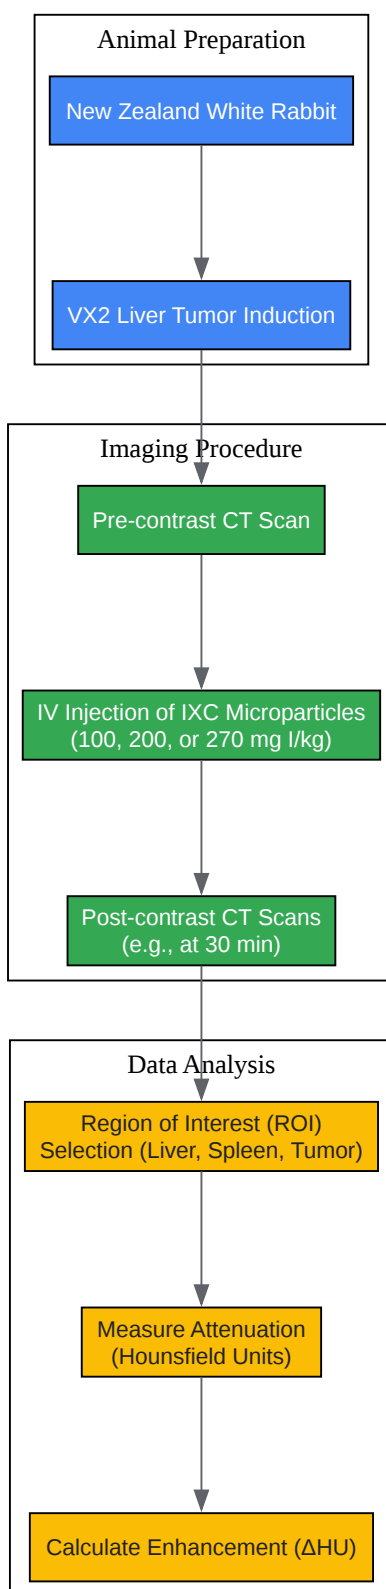 Animal Preparation
New Zealand White Rabbit
VX2 Liver Tumor Induction
Imaging Procedure
Pre-contrast CT Scan
IV Injection of IXC Microparticles
(100, 200, or 270 mg I/kg)
Post-contrast CT Scans
(e.g., at 30 min)
Data Analysis
Region of Interest (ROI)
Selection (Liver, Spleen, Tumor)
Measure Attenuation
(Hounsfield Units)
Calculate Enhancement (ΔHU)